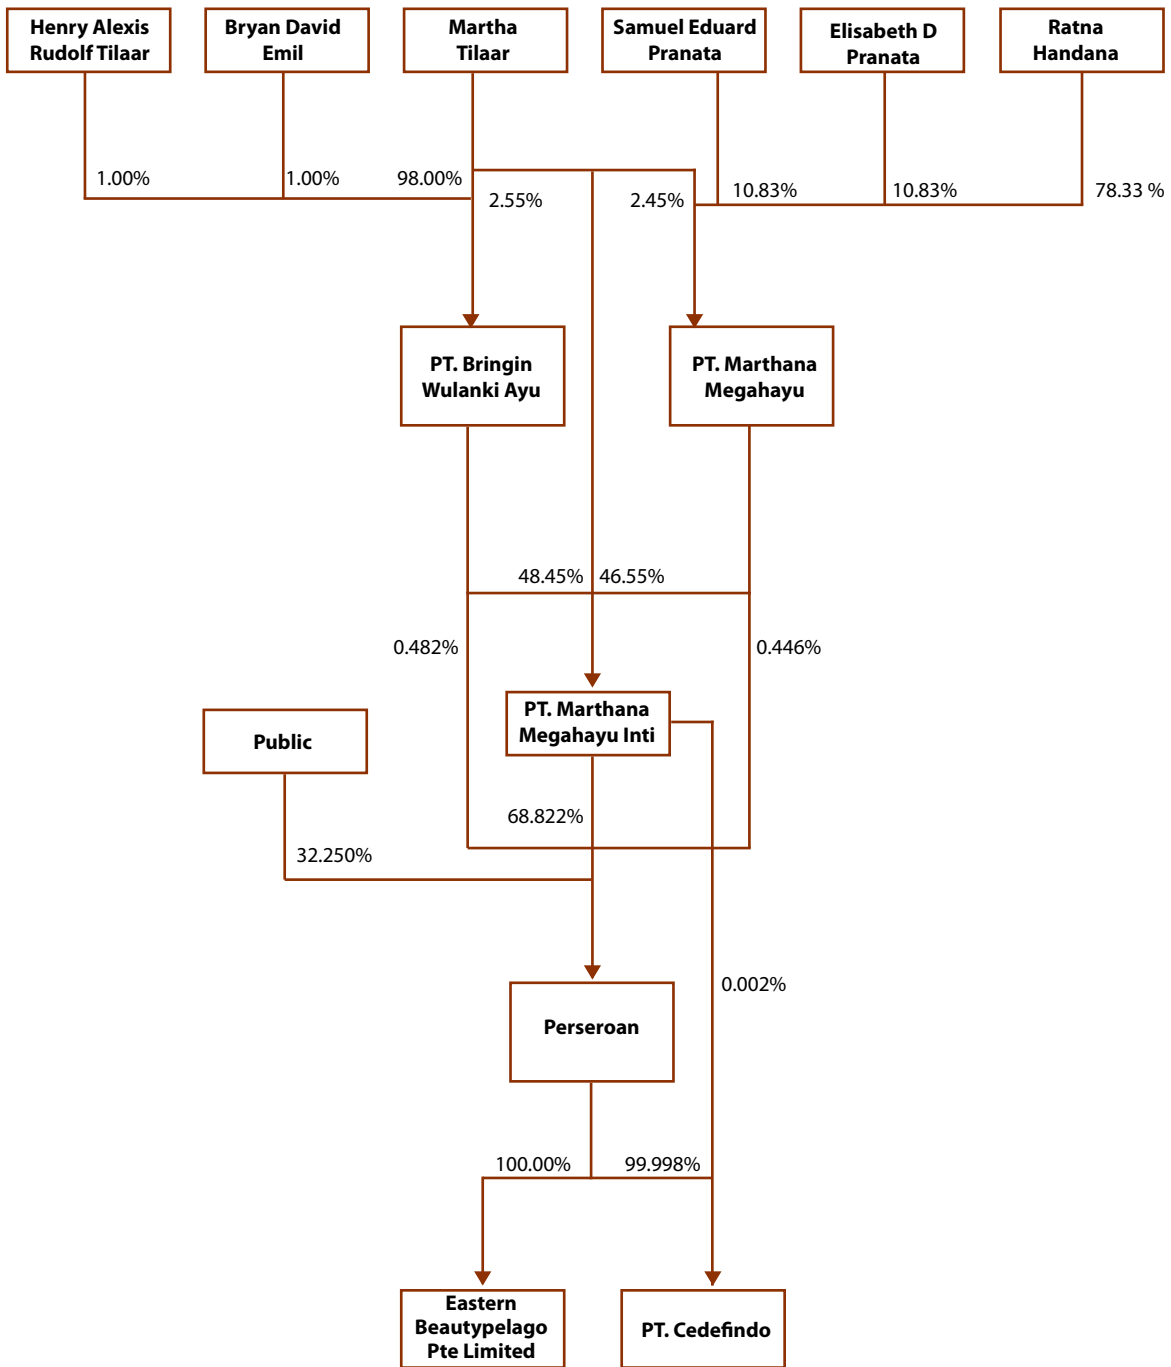 Henry Alexis
Rudolf Tilaar
Bryan David
Emil
Martha
Tilaar
Samuel Eduard
Pranata
Elisabeth D
Pranata
Ratna
Handana
1.00%
1.00%
98.00%
10.83%
10.83%
78.33 %
2.55%
2.45%
PT. Bringin
Wulanki Ayu
PT. Marthana
Megahayu
48.45%
46.55%
0.482%
0.446%
PT. Marthana
Megahayu Inti
Public
68.822%
32.250%
0.002%
Perseroan
100.00%
99.998%
Eastern
Beautypelago
Pte Limited
PT. Cedefindo